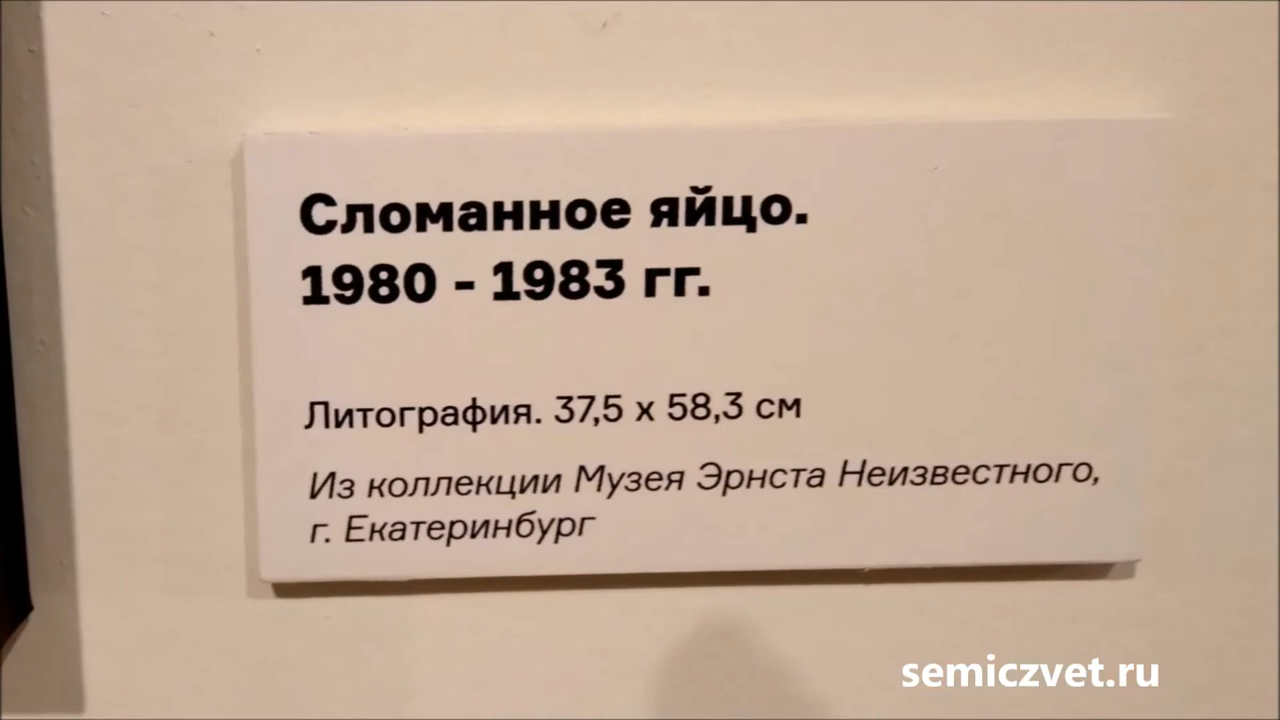 Сломанное яйцо.
1980 - 1983 гг.
Литография. 37,5 х 58,3 см
Из коллекции Музея Эрнста Неизвестного,
г. Екатеринбург
semiczvet.ru